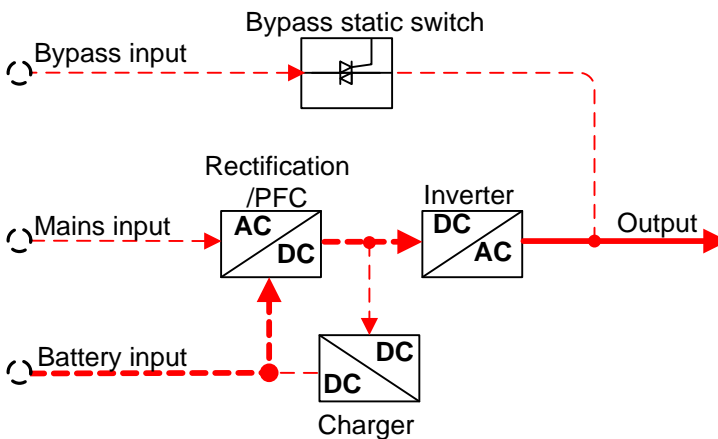 Bypass static switch
Bypass input
Rectification
/PFC
Inverter
Mains input
AC
DC
DC
AC
Output
Battery input
DC
DC
Charger